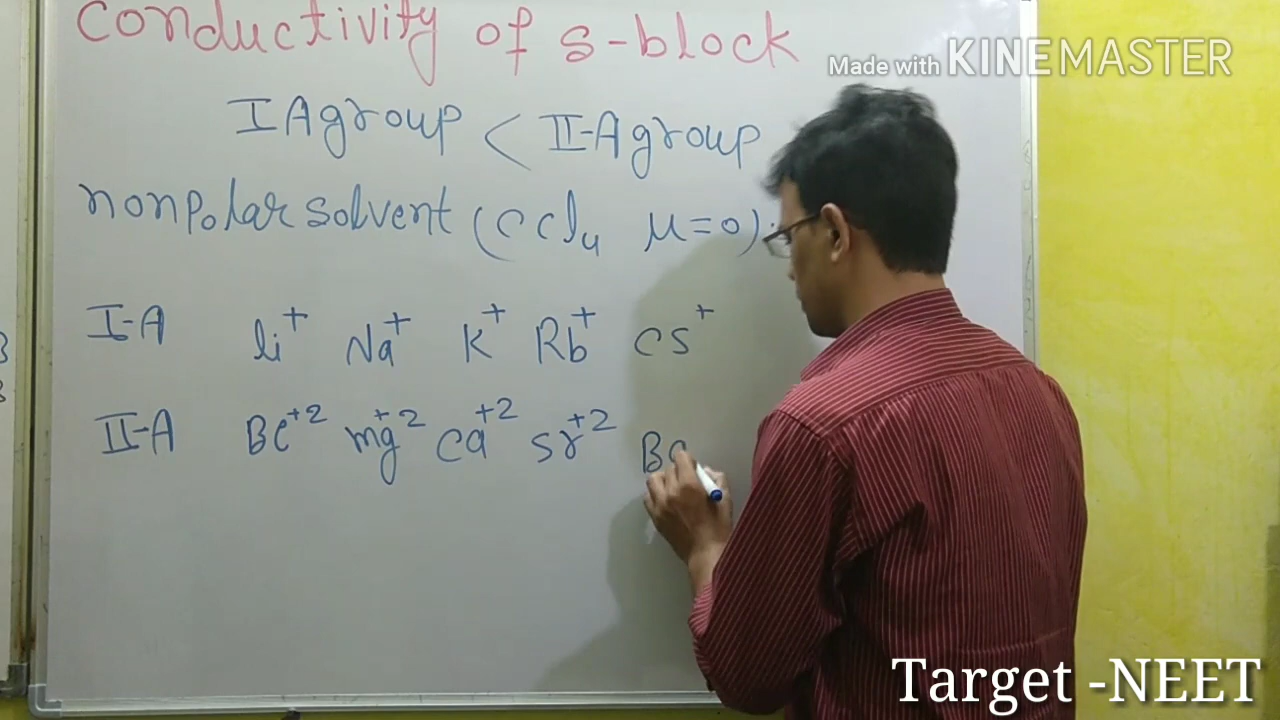 conductivity of s-block
Made with KINEMASTER
I A group < II-A group
nonpolar solvent (CCl4 μ=0):
I-A li+ Na+ K+ Rb+ Cs+
II-A Be+2 mg+2 Ca+2 Sr+2 Ba
Target -NEET